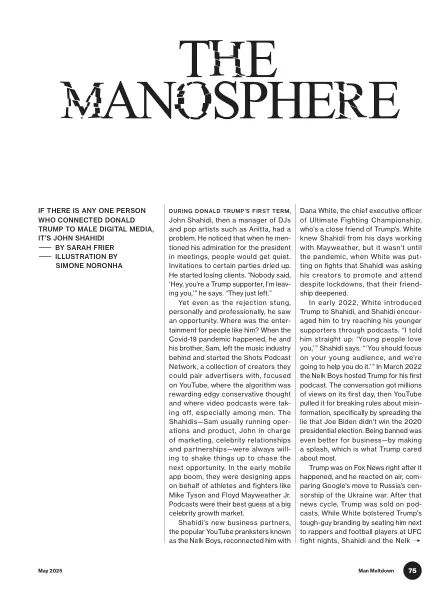 THE
MANOSPHERE
IF THERE IS ANY ONE PERSON
WHO CONNECTED DONALD
TRUMP TO MALE DIGITAL MEDIA,
IT'S JOHN SHAHIDI
— BY SARAH FRIER
— ILLUSTRATION BY
SIMONE NORONHA
DURING DONALD TRUMP'S FIRST TERM,
John Shahidi, then a manager of DJs
and pop artists such as Anitta, had a
problem. He noticed that when he men-
tioned his admiration for the president
in meetings, people would get quiet.
Invitations to certain parties dried up.
He started losing clients. "Nobody said,
'Hey, you're a Trump supporter, I'm leav-
ing you,'" he says. "They just left."
Yet even as the rejection stung,
personally and professionally, he saw
an opportunity. Where was the enter-
tainment for people like him? When the
Covid-19 pandemic happened, he and
his brother, Sam, left the music industry
behind and started the Shots Podcast
Network, a collection of creators they
could pair advertisers with, focused
on YouTube, where the algorithm was
rewarding edgy conservative thought
and where video podcasts were tak-
ing off, especially among men. The
Shahidis—Sam usually running oper-
ations and product, John in charge
of marketing, celebrity relationships
and partnerships—were always will-
ing to shake things up to chase the
next opportunity. In the early mobile
app boom, they were designing apps
on behalf of athletes and fighters like
Mike Tyson and Floyd Mayweather Jr.
Podcasts were their best guess at a big
celebrity growth market.
Shahidi's new business partners,
the popular YouTube pranksters known
as the Nelk Boys, reconnected him with
Dana White, the chief executive officer
of Ultimate Fighting Championship,
who's a close friend of Trump's. White
knew Shahidi from his days working
with Mayweather, but it wasn't until
the pandemic, when White was put-
ting on fights that Shahidi was asking
his creators to promote and attend
despite lockdowns, that their friend-
ship deepened.
In early 2022, White introduced
Trump to Shahidi, and Shahidi encour-
aged him to try reaching his younger
supporters through podcasts. "I told
him straight up: 'Young people love
you,'" Shahidi says. "'You should focus
on your young audience, and we're
going to help you do it.'" In March 2022
the Nelk Boys hosted Trump for his first
podcast. The conversation got millions
of views on its first day, then YouTube
pulled it for breaking rules about misin-
formation, specifically by spreading the
lie that Joe Biden didn't win the 2020
presidential election. Being banned was
even better for business—by making
a splash, which is what Trump cared
about most.
Trump was on Fox News right after it
happened, and he reacted on air, com-
paring Google's move to Russia's cen-
sorship of the Ukraine war. After that
news cycle, Trump was sold on pod-
casts. While White bolstered Trump's
tough-guy branding by seating him next
to rappers and football players at UFC
fight nights, Shahidi and the Nelk →
May 2025
Man Meltdown
75